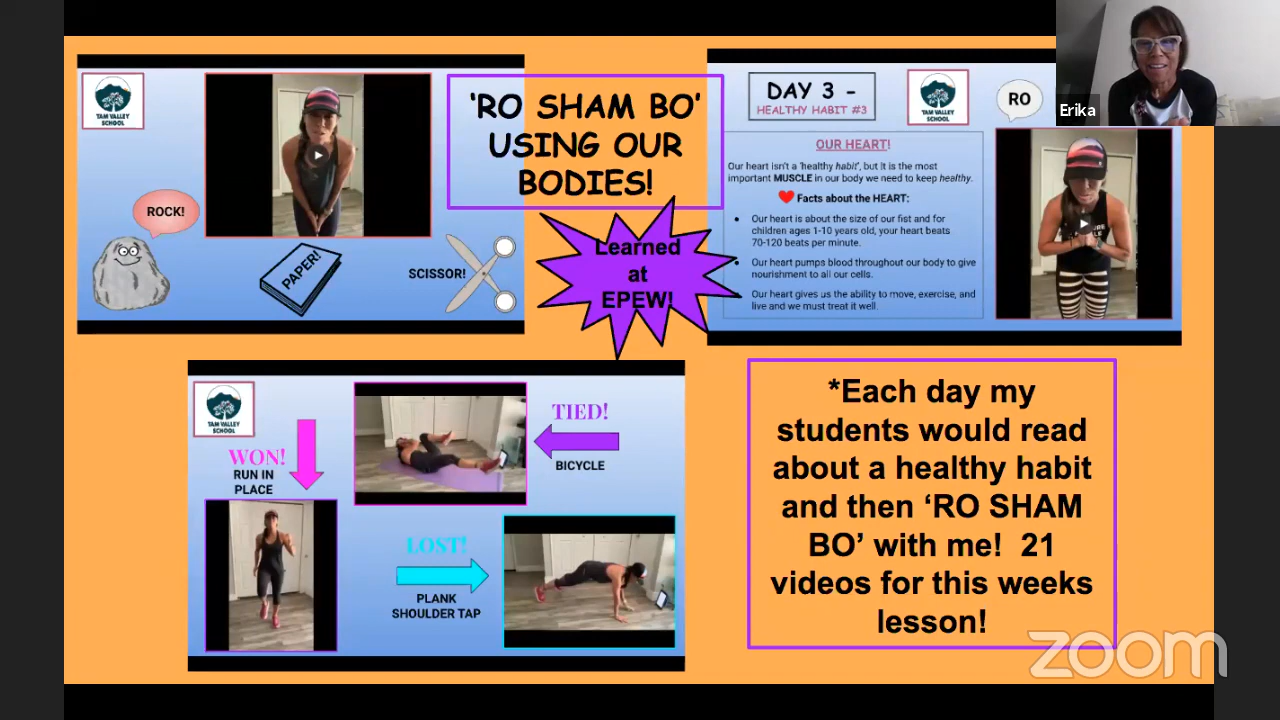 'RO SHAM BO'
USING OUR
BODIES!
TAM VALLEY
SCHOOL
ROCK!
PAPER!
SCISSOR!
Learned
at
EPEW!
DAY 3 -
HEALTHY HABIT #3
TAM VALLEY
SCHOOL
RO
Erika
OUR HEART!
Our heart isn't a 'healthy habit', but it is the most
important MUSCLE in our body we need to keep healthy.
Facts about the HEART:
Our heart is about the size of our fist and for
children ages 1-10 years old, your heart beats
70-120 beats per minute.
Our heart pumps blood throughout our body to give
nourishment to all our cells.
Our heart gives us the ability to move, exercise, and
live and we must treat it well.
TAM VALLEY
SCHOOL
WON!
RUN IN
PLACE
TIED!
BICYCLE
LOST!
PLANK
SHOULDER TAP
*Each day my
students would read
about a healthy habit
and then 'RO SHAM
BO' with me! 21
videos for this weeks
lesson!
zoom